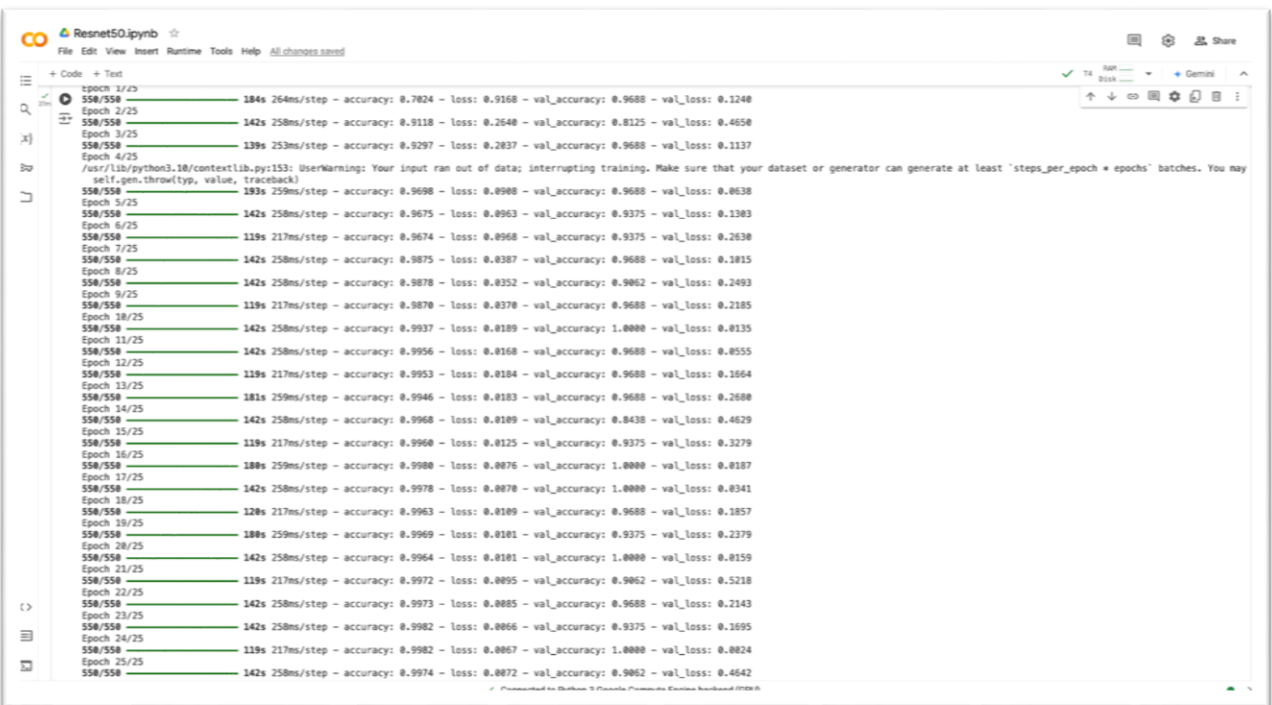 Resnet50.ipynb
File Edit View Insert Runtime Tools Help All changes saved
Share
+ Code + Text
T4 RAM Disk
Gemini
Epoch 1/25
550/550 184s 264ms/step - accuracy: 0.7024 - loss: 0.9168 - val_accuracy: 0.9688 - val_loss: 0.1240
Epoch 2/25
550/550 142s 258ms/step - accuracy: 0.9118 - loss: 0.2640 - val_accuracy: 0.8125 - val_loss: 0.4650
Epoch 3/25
550/550 139s 253ms/step - accuracy: 0.9297 - loss: 0.2037 - val_accuracy: 0.9688 - val_loss: 0.1137
Epoch 4/25
/usr/lib/python3.10/contextlib.py:153: UserWarning: Your input ran out of data; interrupting training. Make sure that your dataset or generator can generate at least `steps_per_epoch * epochs` batches. You may
self.gen.throw(typ, value, traceback)
550/550 193s 259ms/step - accuracy: 0.9698 - loss: 0.0908 - val_accuracy: 0.9688 - val_loss: 0.0638
Epoch 5/25
550/550 142s 258ms/step - accuracy: 0.9675 - loss: 0.0963 - val_accuracy: 0.9375 - val_loss: 0.1303
Epoch 6/25
550/550 119s 217ms/step - accuracy: 0.9674 - loss: 0.0968 - val_accuracy: 0.9375 - val_loss: 0.2630
Epoch 7/25
550/550 142s 258ms/step - accuracy: 0.9875 - loss: 0.0387 - val_accuracy: 0.9688 - val_loss: 0.1015
Epoch 8/25
550/550 142s 258ms/step - accuracy: 0.9878 - loss: 0.0352 - val_accuracy: 0.9062 - val_loss: 0.2493
Epoch 9/25
550/550 119s 217ms/step - accuracy: 0.9870 - loss: 0.0370 - val_accuracy: 0.9688 - val_loss: 0.2185
Epoch 10/25
550/550 142s 258ms/step - accuracy: 0.9937 - loss: 0.0189 - val_accuracy: 1.0000 - val_loss: 0.0135
Epoch 11/25
550/550 142s 258ms/step - accuracy: 0.9956 - loss: 0.0168 - val_accuracy: 0.9688 - val_loss: 0.0555
Epoch 12/25
550/550 119s 217ms/step - accuracy: 0.9953 - loss: 0.0184 - val_accuracy: 0.9688 - val_loss: 0.1664
Epoch 13/25
550/550 181s 259ms/step - accuracy: 0.9946 - loss: 0.0183 - val_accuracy: 0.9688 - val_loss: 0.2680
Epoch 14/25
550/550 142s 258ms/step - accuracy: 0.9968 - loss: 0.0109 - val_accuracy: 0.8438 - val_loss: 0.4629
Epoch 15/25
550/550 119s 217ms/step - accuracy: 0.9960 - loss: 0.0125 - val_accuracy: 0.9375 - val_loss: 0.3279
Epoch 16/25
550/550 180s 259ms/step - accuracy: 0.9980 - loss: 0.0076 - val_accuracy: 1.0000 - val_loss: 0.0187
Epoch 17/25
550/550 142s 258ms/step - accuracy: 0.9978 - loss: 0.0070 - val_accuracy: 1.0000 - val_loss: 0.0341
Epoch 18/25
550/550 120s 217ms/step - accuracy: 0.9963 - loss: 0.0109 - val_accuracy: 0.9688 - val_loss: 0.1857
Epoch 19/25
550/550 180s 259ms/step - accuracy: 0.9969 - loss: 0.0101 - val_accuracy: 0.9375 - val_loss: 0.2379
Epoch 20/25
550/550 142s 258ms/step - accuracy: 0.9964 - loss: 0.0101 - val_accuracy: 1.0000 - val_loss: 0.0159
Epoch 21/25
550/550 119s 217ms/step - accuracy: 0.9972 - loss: 0.0095 - val_accuracy: 0.9062 - val_loss: 0.5218
Epoch 22/25
550/550 142s 258ms/step - accuracy: 0.9973 - loss: 0.0085 - val_accuracy: 0.9688 - val_loss: 0.2143
Epoch 23/25
550/550 142s 258ms/step - accuracy: 0.9982 - loss: 0.0066 - val_accuracy: 0.9375 - val_loss: 0.1695
Epoch 24/25
550/550 119s 217ms/step - accuracy: 0.9982 - loss: 0.0067 - val_accuracy: 1.0000 - val_loss: 0.0024
Epoch 25/25
550/550 142s 258ms/step - accuracy: 0.9974 - loss: 0.0072 - val_accuracy: 0.9062 - val_loss: 0.4642
Connected to Python 3 Google Compute Engine backend (GPU)